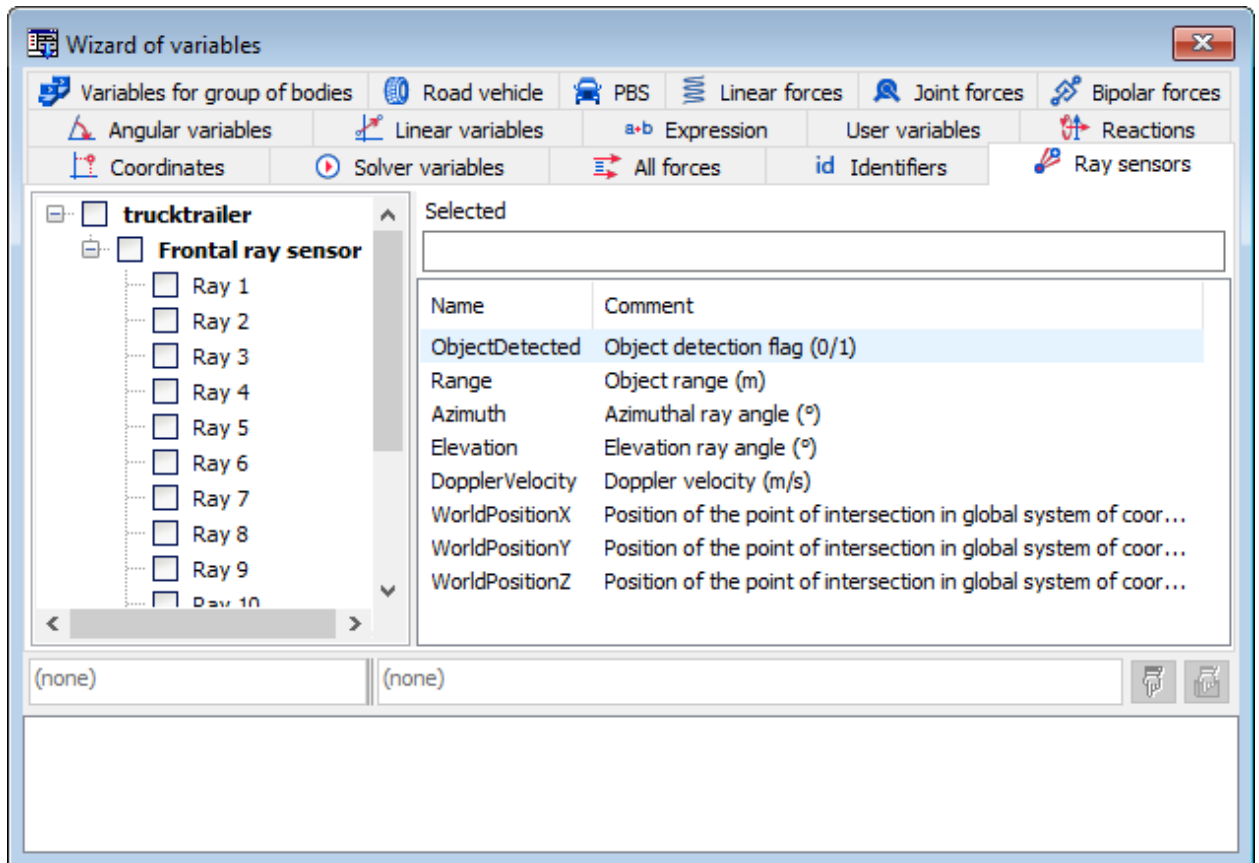 Wizard of variables
Variables for group of bodies Road vehicle PBS Linear forces Joint forces Bipolar forces
Angular variables Linear variables a+b Expression User variables Reactions
Coordinates Solver variables All forces id Identifiers Ray sensors
trucktrailer
Frontal ray sensor
Ray 1
Ray 2
Ray 3
Ray 4
Ray 5
Ray 6
Ray 7
Ray 8
Ray 9
Ray 10
Selected
Name Comment
ObjectDetected Object detection flag (0/1)
Range Object range (m)
Azimuth Azimuthal ray angle (º)
Elevation Elevation ray angle (º)
DopplerVelocity Doppler velocity (m/s)
WorldPositionX Position of the point of intersection in global system of coor...
WorldPositionY Position of the point of intersection in global system of coor...
WorldPositionZ Position of the point of intersection in global system of coor...
(none) (none)